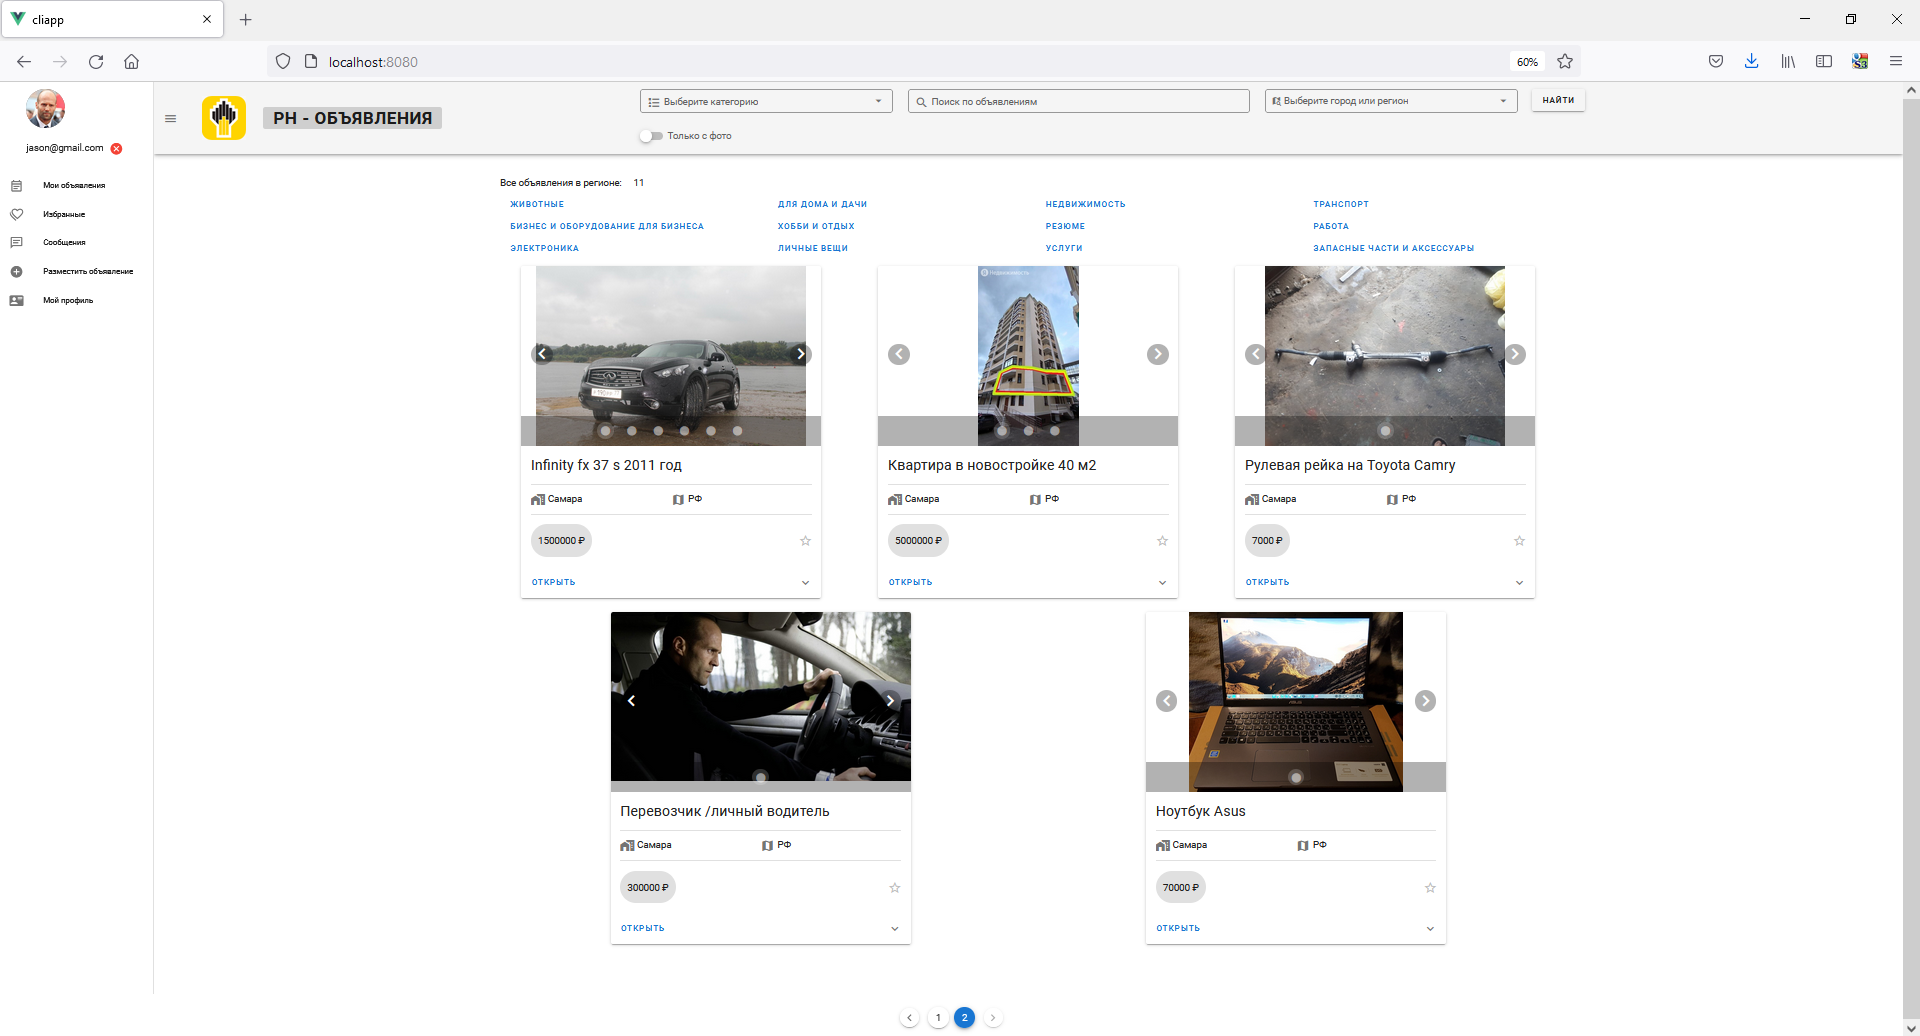 cliapp
localhost:8080
60%
jason@gmail.com
Мои объявления
Избранные
Сообщения
Разместить объявление
Мой профиль
РН - ОБЪЯВЛЕНИЯ
Выберите категорию
Поиск по объявлениям
Выберите город или регион
НАЙТИ
Только с фото
Все объявления в регионе: 11
ЖИВОТНЫЕ
ДЛЯ ДОМА И ДАЧИ
НЕДВИЖИМОСТЬ
ТРАНСПОРТ
БИЗНЕС И ОБОРУДОВАНИЕ ДЛЯ БИЗНЕСА
ХОББИ И ОТДЫХ
РЕЗЮМЕ
РАБОТА
ЭЛЕКТРОНИКА
ЛИЧНЫЕ ВЕЩИ
УСЛУГИ
ЗАПАСНЫЕ ЧАСТИ И АКСЕССУАРЫ
Infinity fx 37 s 2011 год
Самара
РФ
1500000 ₽
ОТКРЫТЬ
Недвижимость
Квартира в новостройке 40 м2
Самара
РФ
5000000 ₽
ОТКРЫТЬ
Рулевая рейка на Toyota Camry
Самара
РФ
7000 ₽
ОТКРЫТЬ
Перевозчик /личный водитель
Самара
РФ
300000 ₽
ОТКРЫТЬ
Ноутбук Asus
Самара
РФ
70000 ₽
ОТКРЫТЬ
1
2